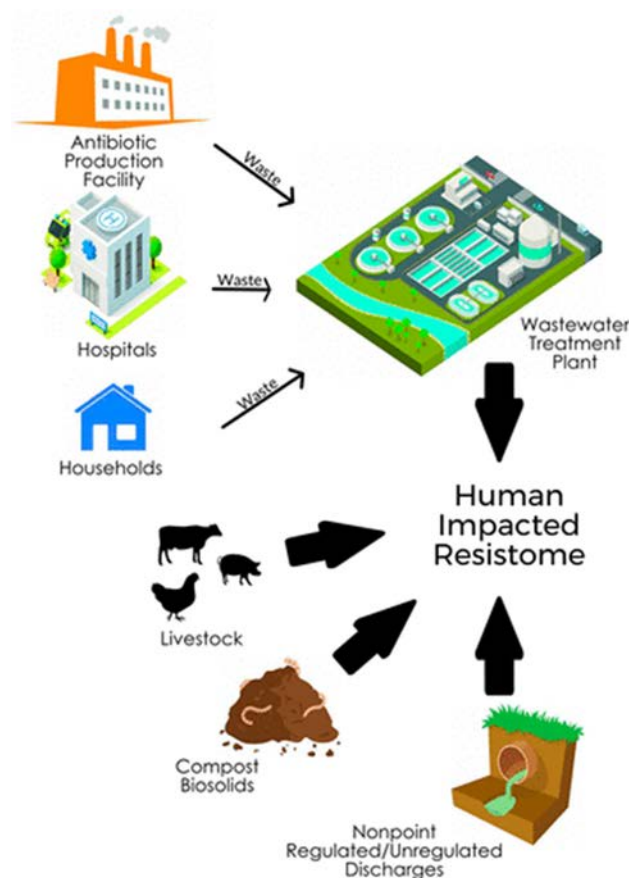 Antibiotic
Production
Facility
Waste
H
Hospitals
Waste
Wastewater
Treatment
Plant
Households
Waste
Human
Impacted
Resistome
Livestock
Compost
Biosolids
Nonpoint
Regulated/Unregulated
Discharges